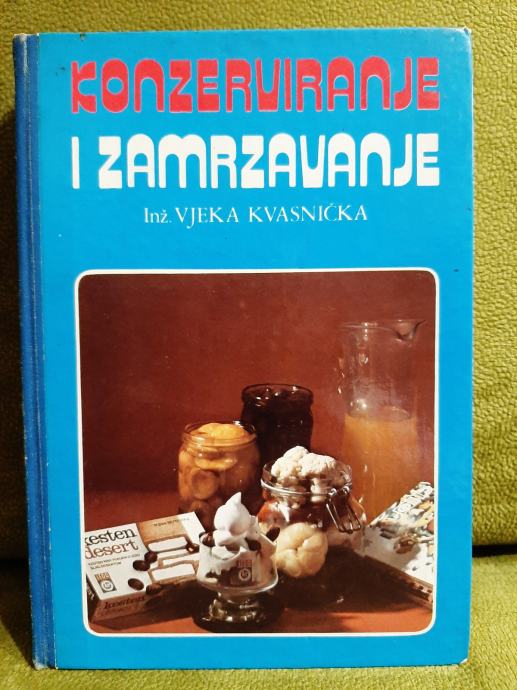 KONZERVIRANJE
I ZAMRZAVANJE
Inž. VJEKA KVASNIČKA
kesten
desert